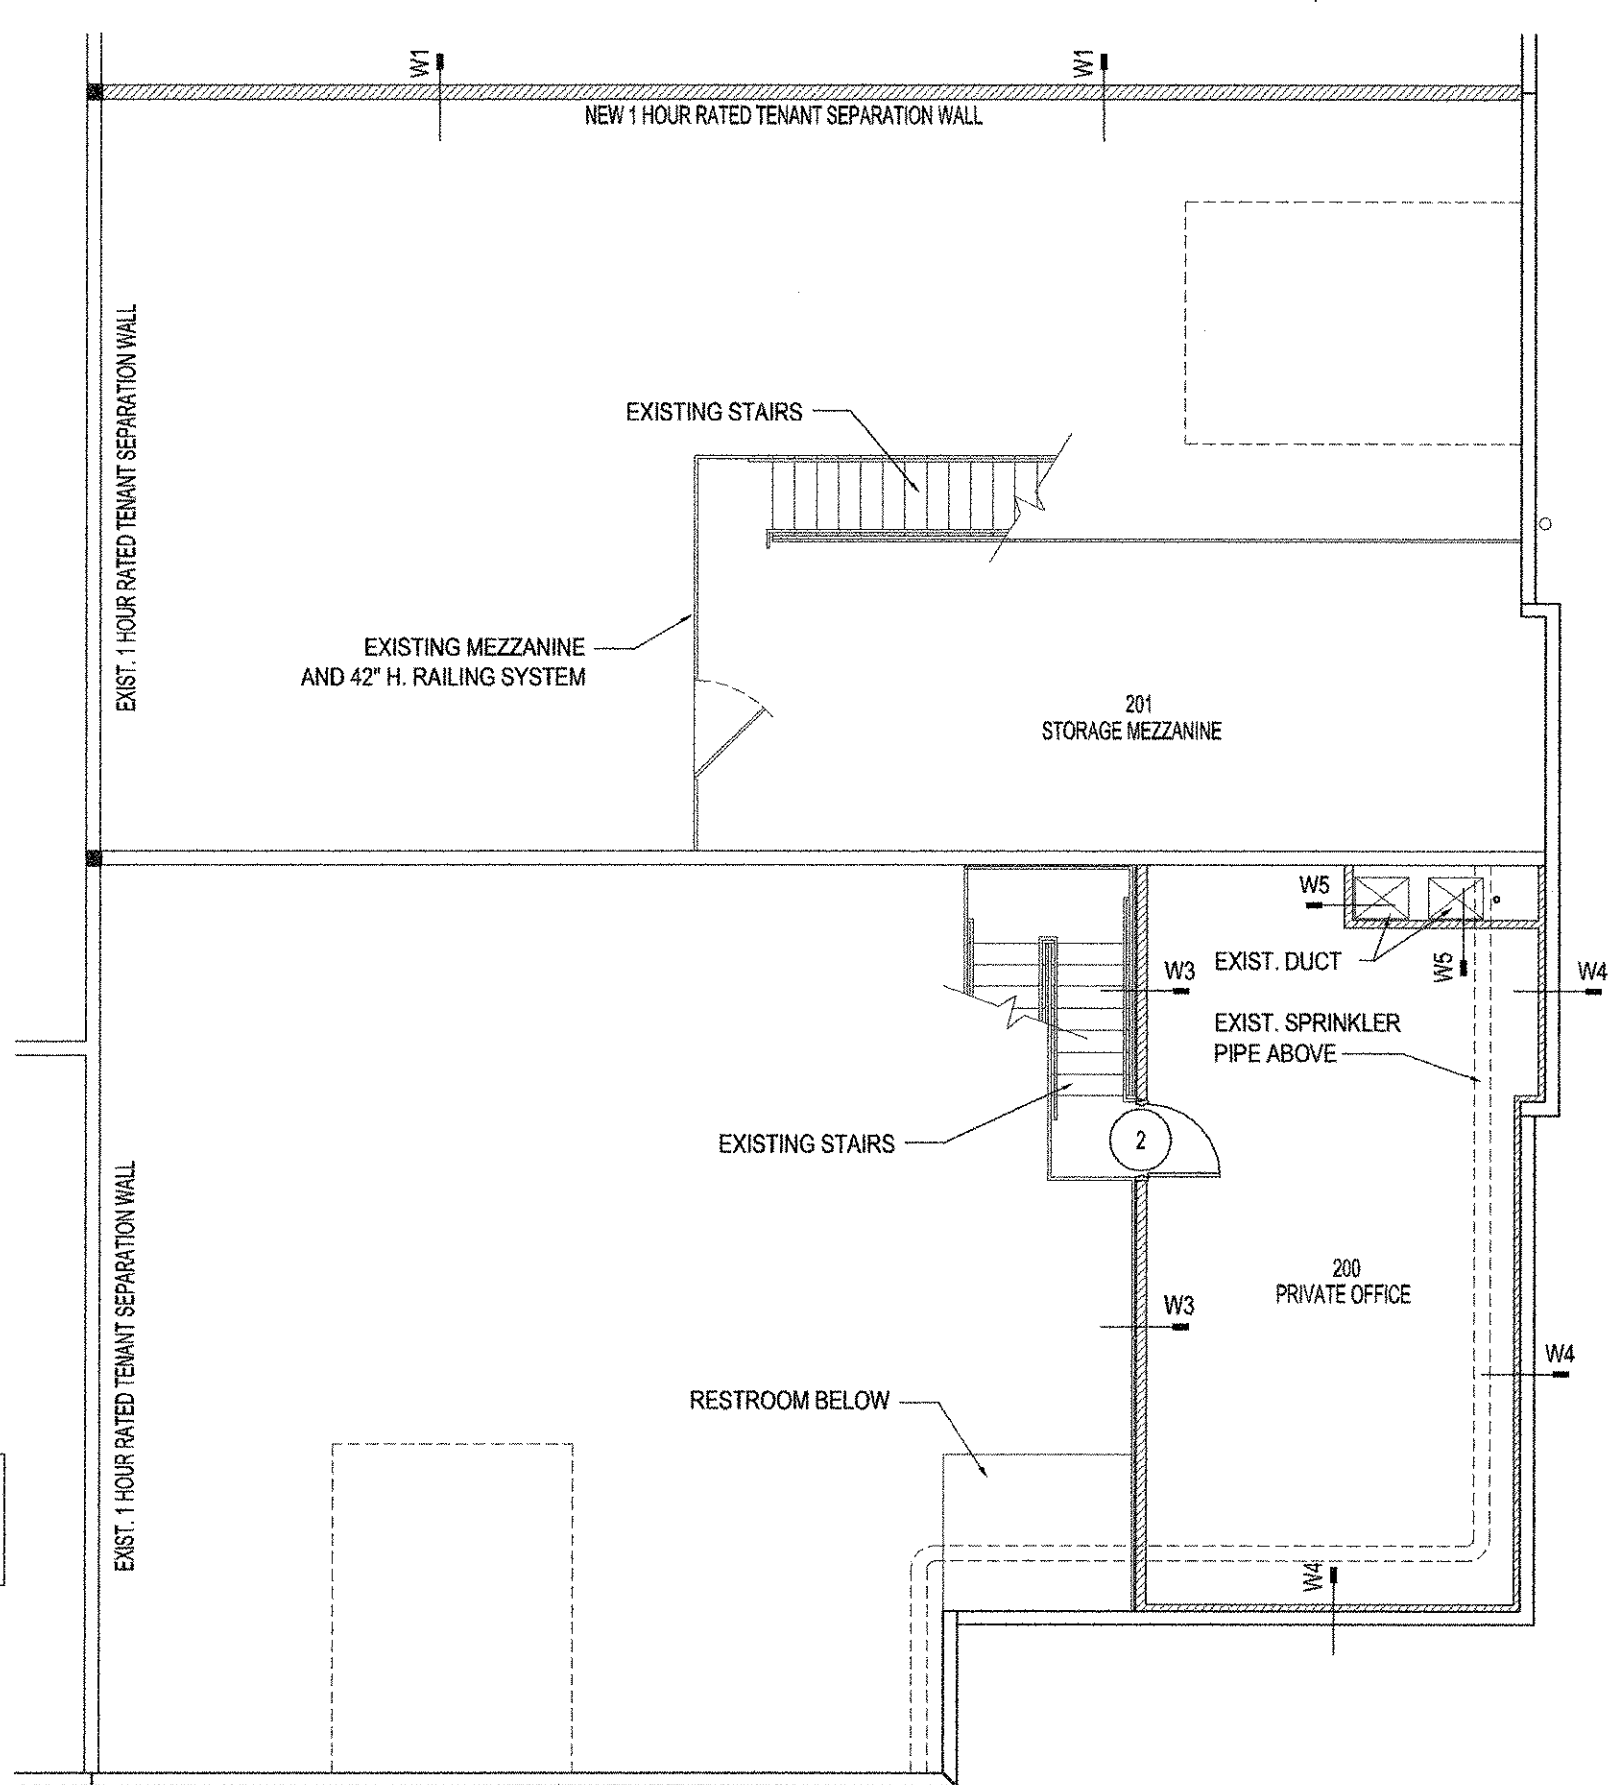 W1
W1
NEW 1 HOUR RATED TENANT SEPARATION WALL
EXIST. 1 HOUR RATED TENANT SEPARATION WALL
EXISTING STAIRS
EXISTING MEZZANINE
AND 42" H. RAILING SYSTEM
201
STORAGE MEZZANINE
W5
EXIST. DUCT
W5
W3
W4
EXIST. SPRINKLER
PIPE ABOVE
EXISTING STAIRS
2
EXIST. 1 HOUR RATED TENANT SEPARATION WALL
200
PRIVATE OFFICE
W3
W4
RESTROOM BELOW
W4